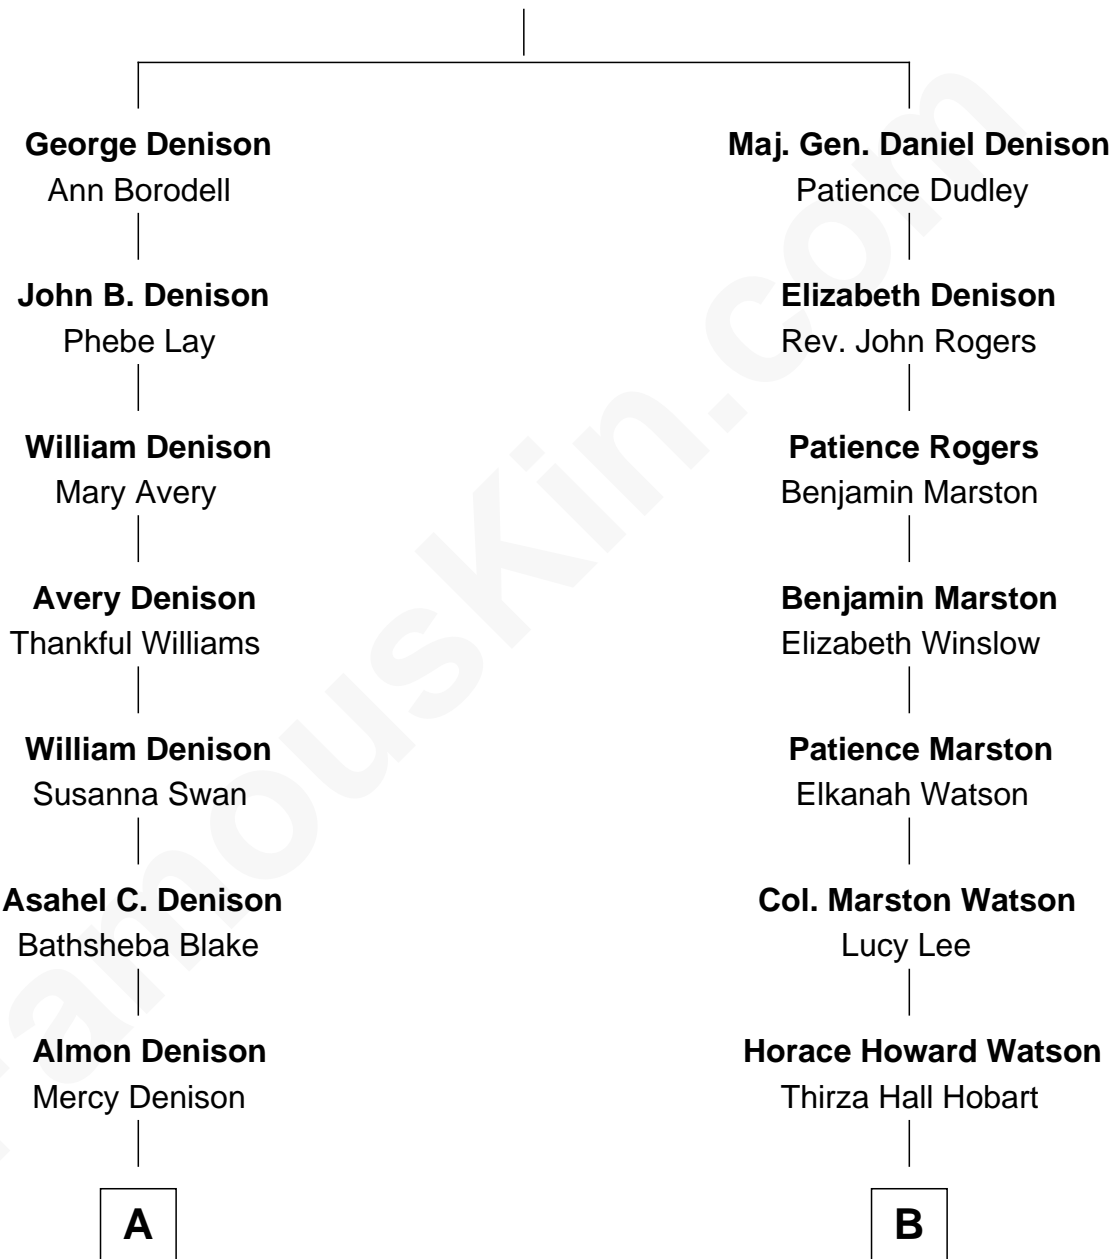 George Denison
Ann Borodell
John B. Denison
Phebe Lay
William Denison
Mary Avery
Avery Denison
Thankful Williams
William Denison
Susanna Swan
Asahel C. Denison
Bathsheba Blake
Almon Denison
Mercy Denison
A
Maj. Gen. Daniel Denison
Patience Dudley
Elizabeth Denison
Rev. John Rogers
Patience Rogers
Benjamin Marston
Benjamin Marston
Elizabeth Winslow
Patience Marston
Elkanah Watson
Col. Marston Watson
Lucy Lee
Horace Howard Watson
Thirza Hall Hobart
B
FamousKin.com